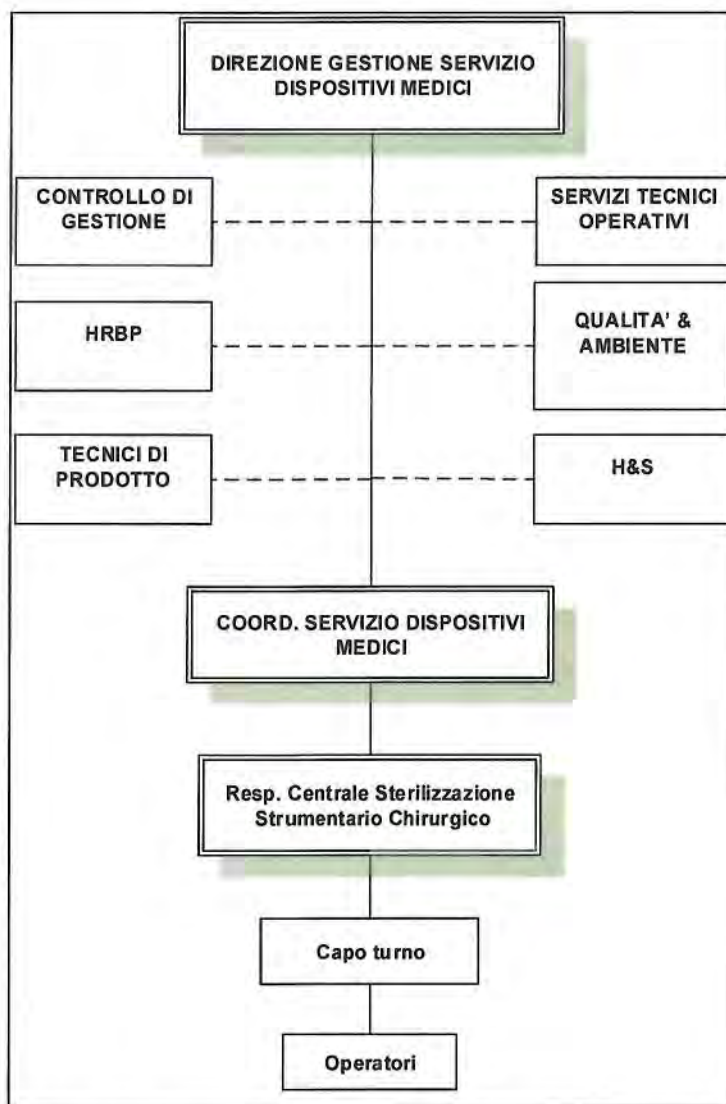 DIREZIONE GESTIONE SERVIZIO
DISPOSITIVI MEDICI
CONTROLLO DI
GESTIONE
SERVIZI TECNICI
OPERATIVI
HRBP
QUALITA' &
AMBIENTE
TECNICI DI
PRODOTTO
H&S
COORD. SERVIZIO DISPOSITIVI
MEDICI
Resp. Centrale Sterilizzazione
Strumentario Chirurgico
Capo turno
Operatori